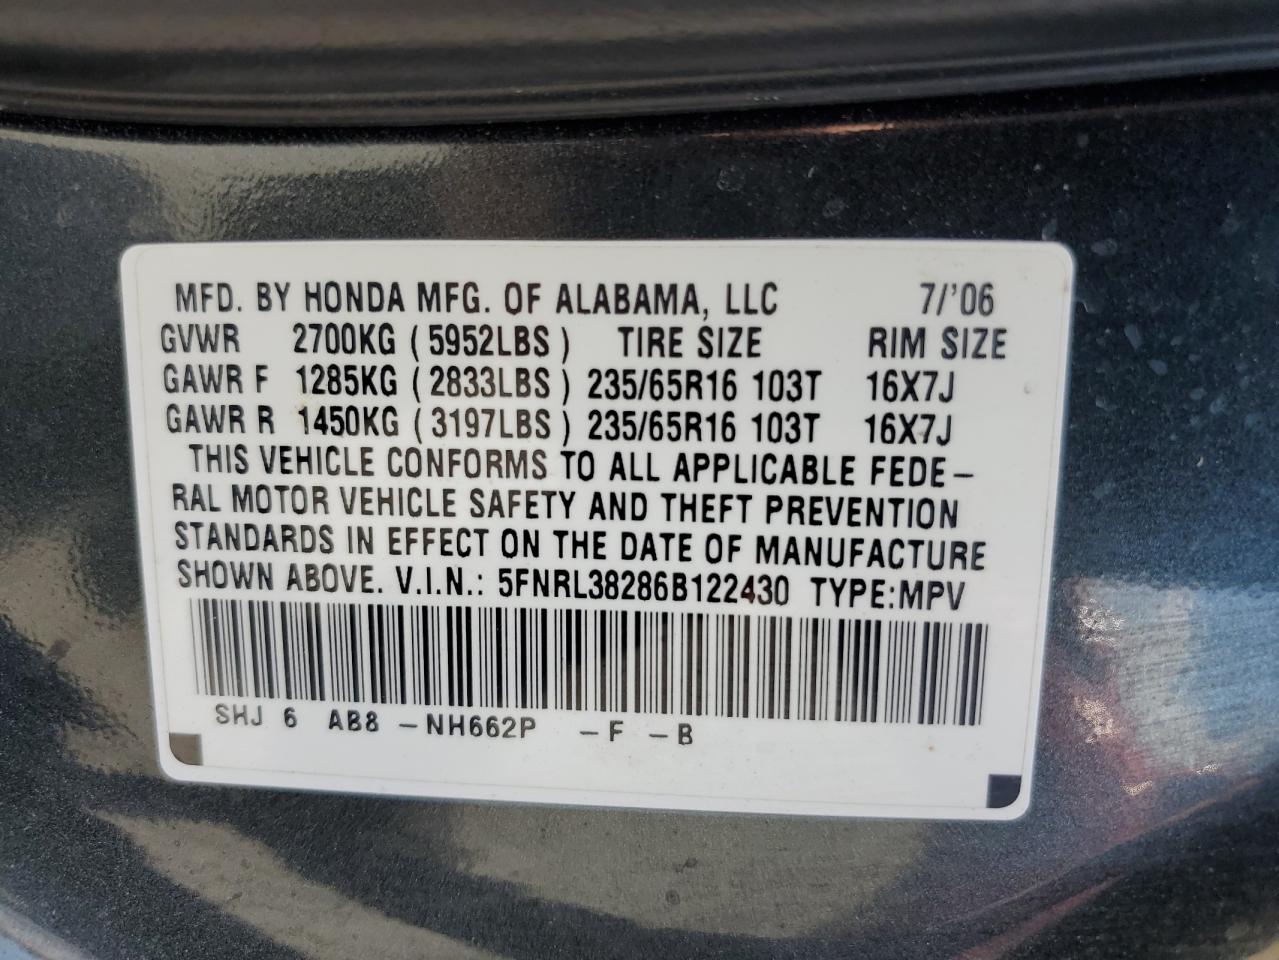 MFD. BY HONDA MFG. OF ALABAMA, LLC 7/'06
GVWR 2700KG (5952LBS) TIRE SIZE RIM SIZE
GAWR F 1285KG (2833LBS) 235/65R16 103T 16X7J
GAWR R 1450KG (3197LBS) 235/65R16 103T 16X7J
THIS VEHICLE CONFORMS TO ALL APPLICABLE FEDE-
RAL MOTOR VEHICLE SAFETY AND THEFT PREVENTION
STANDARDS IN EFFECT ON THE DATE OF MANUFACTURE
SHOWN ABOVE. V.I.N.: 5FNRL38286B122430 TYPE:MPV
SHJ 6 AB8 -NH662P -F -B